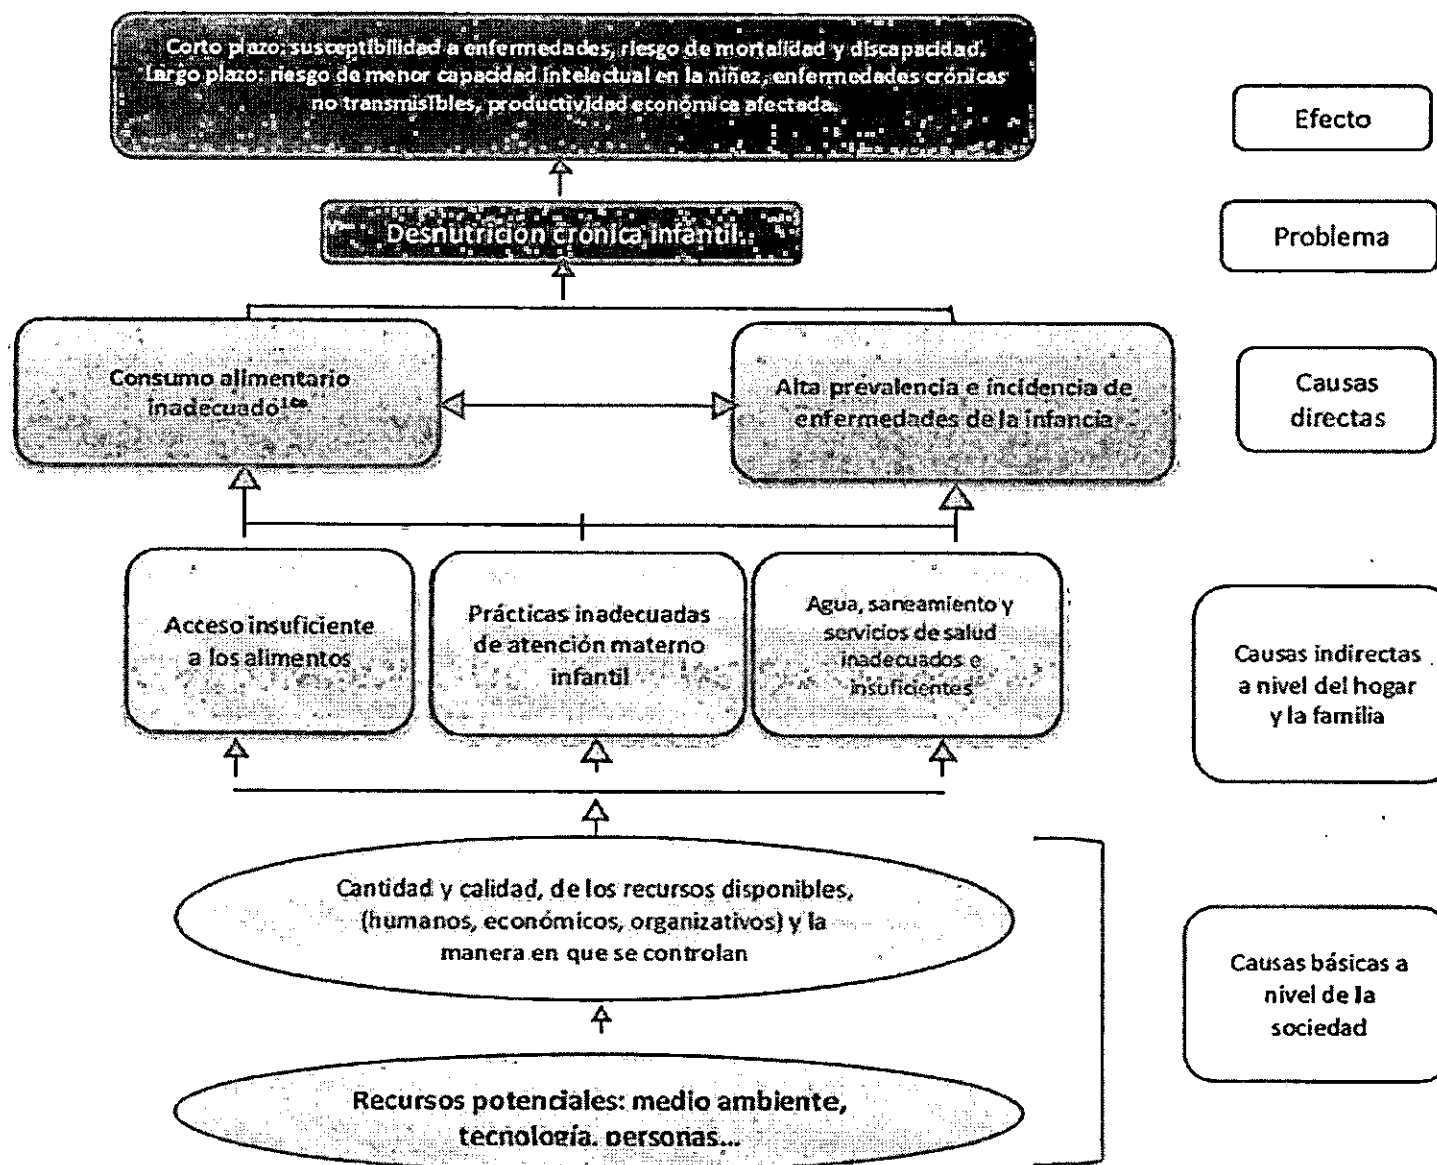 Corto plazo: susceptibilidad a enfermedades, riesgo de mortalidad y discapacidad.
Largo plazo: riesgo de menor capacidad intelectual en la niñez, enfermedades crónicas
no transmisibles, productividad económica afectada.
Efecto
Desnutrición crónica infantil
Problema
Consumo alimentario
inadecuado
Alta prevalencia e incidencia de
enfermedades de la infancia
Causas
directas
Acceso insuficiente
a los alimentos
Prácticas inadecuadas
de atención materno
infantil
Agua, saneamiento y
servicios de salud
inadecuados e
insuficientes
Causas indirectas
a nivel del hogar
y la familia
Cantidad y calidad, de los recursos disponibles,
(humanos, económicos, organizativos) y la
manera en que se controlan
Causas básicas a
nivel de la
sociedad
Recursos potenciales: medio ambiente,
tecnología, personas...